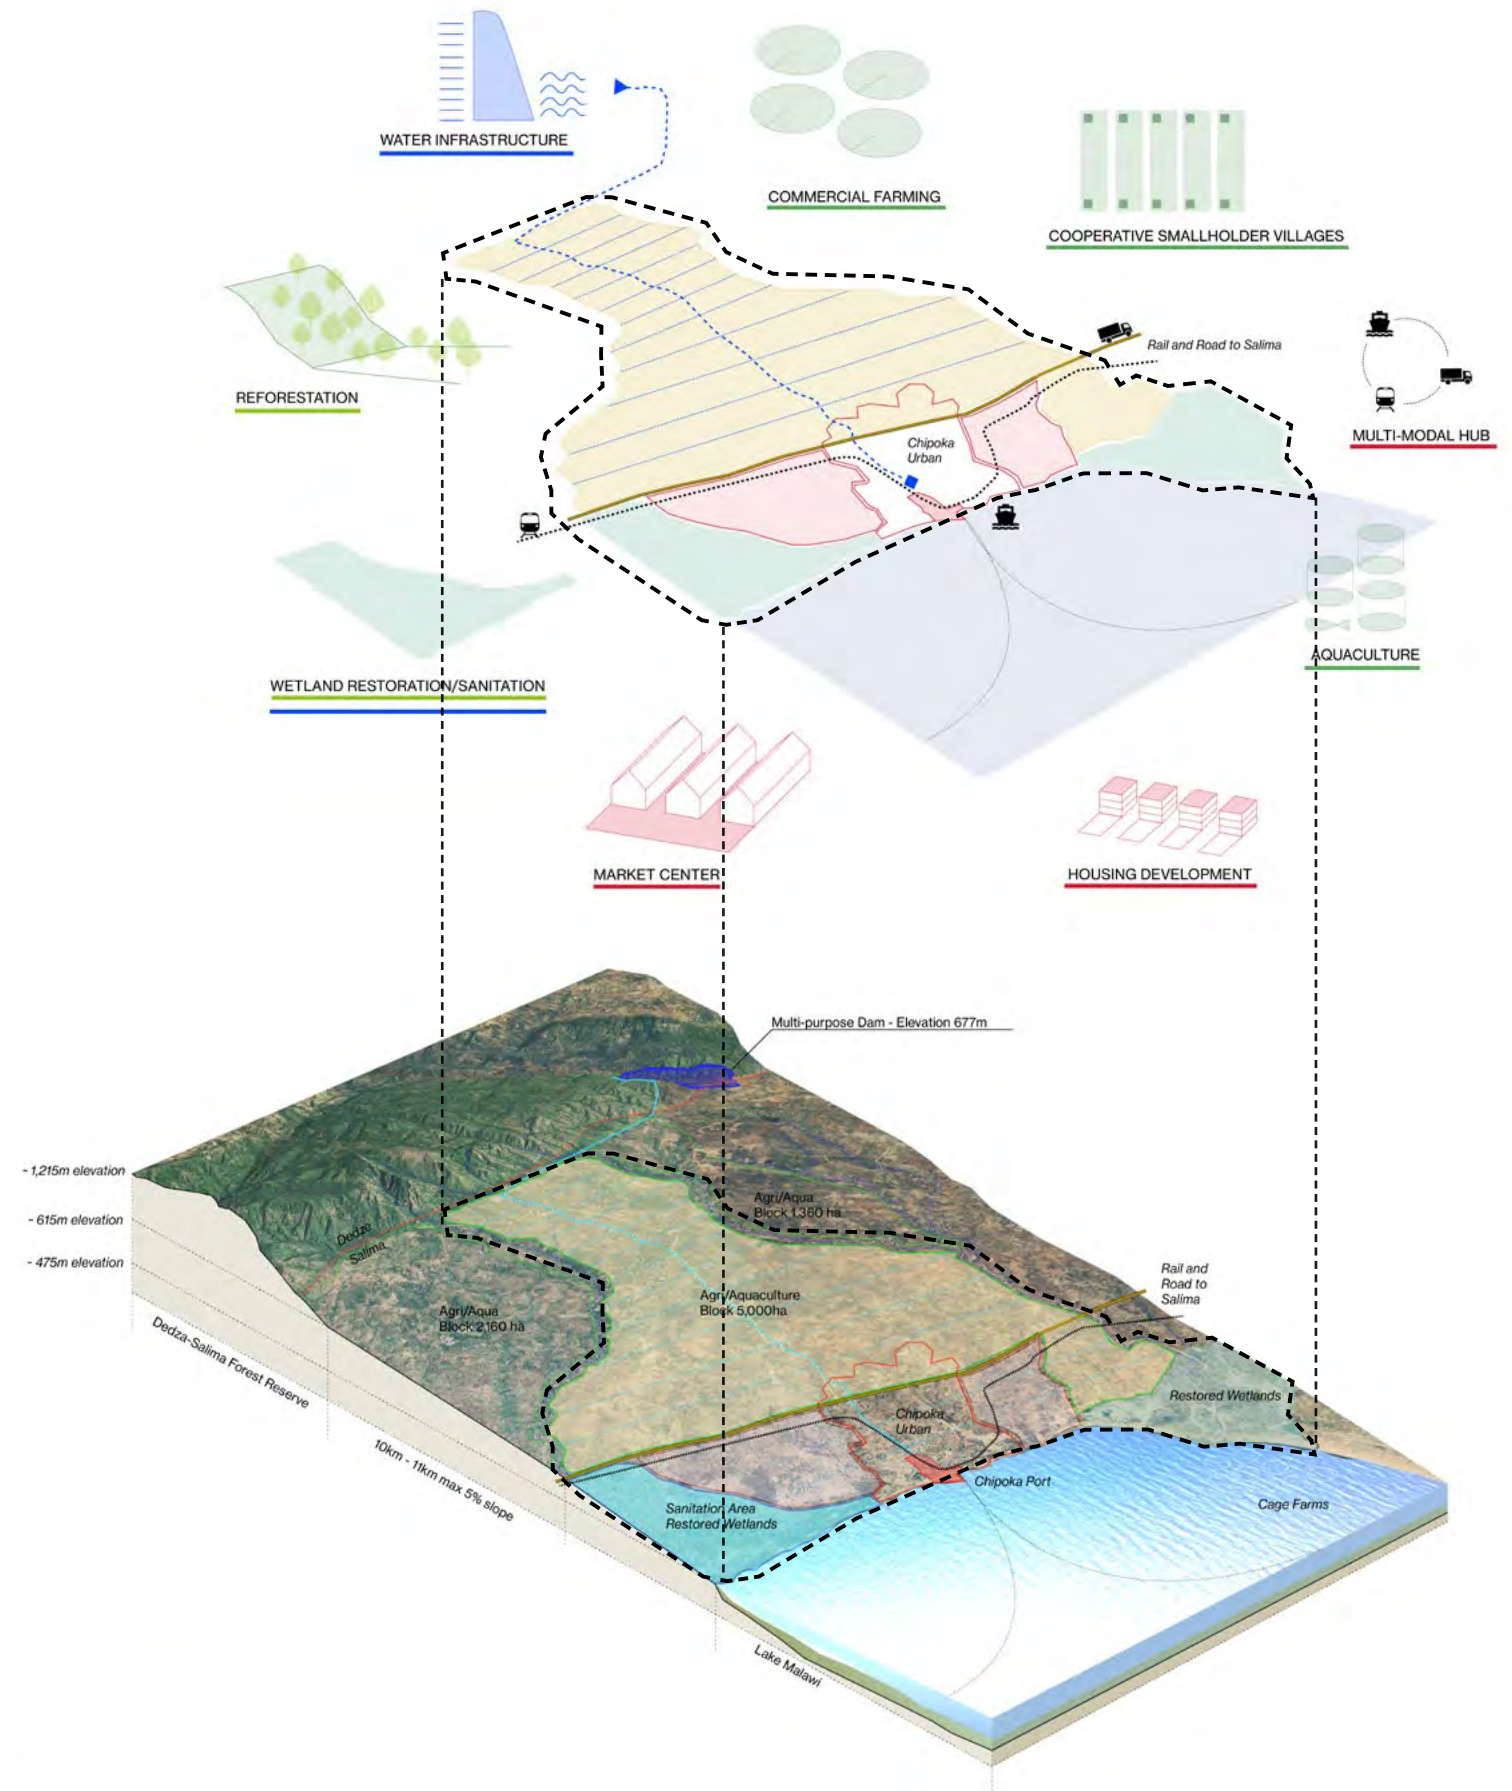 WATER INFRASTRUCTURE
COMMERCIAL FARMING
COOPERATIVE SMALLHOLDER VILLAGES
Rail and Road to Salima
REFORESTATION
MULTI-MODAL HUB
Chipoka
Urban
WETLAND RESTORATION/SANITATION
AQUACULTURE
MARKET CENTER
HOUSING DEVELOPMENT
Multi-purpose Dam - Elevation 677m
- 1,215m elevation
- 615m elevation
- 475m elevation
Dedze
Salima
Agri/Aqua
Block 1,360 ha
Agri/Aquaculture
Block 5,000ha
Agri/Aqua
Block 2,160 ha
Rail and
Road to
Salima
Restored Wetlands
Chipoka
Urban
Chipoka Port
Cage Farms
Sanitation Area
Restored Wetlands
Dedza-Salima Forest Reserve
10km - 11km max 5% slope
Lake Malawi